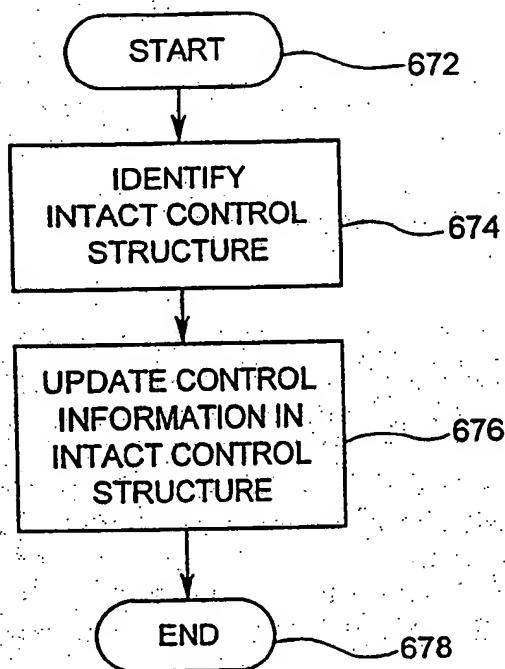 START
672
IDENTIFY
INTACT CONTROL
STRUCTURE
674
UPDATE CONTROL
INFORMATION IN
INTACT CONTROL
STRUCTURE
676
END
678